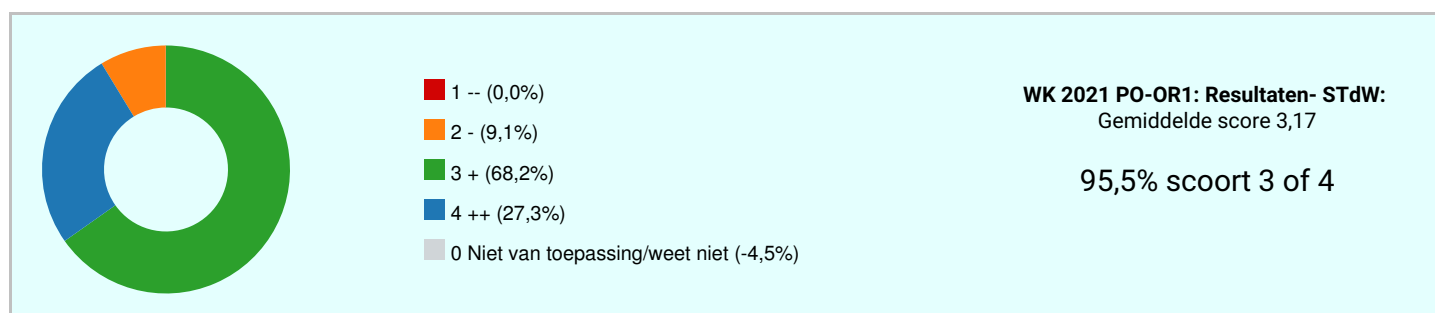 1 -- (0,0%)
2 - (9,1%)
3 + (68,2%)
4 ++ (27,3%)
0 Niet van toepassing/weet niet (-4,5%)
WK 2021 PO-OR1: Resultaten- STdW:
Gemiddelde score 3,17
95,5% scoort 3 of 4